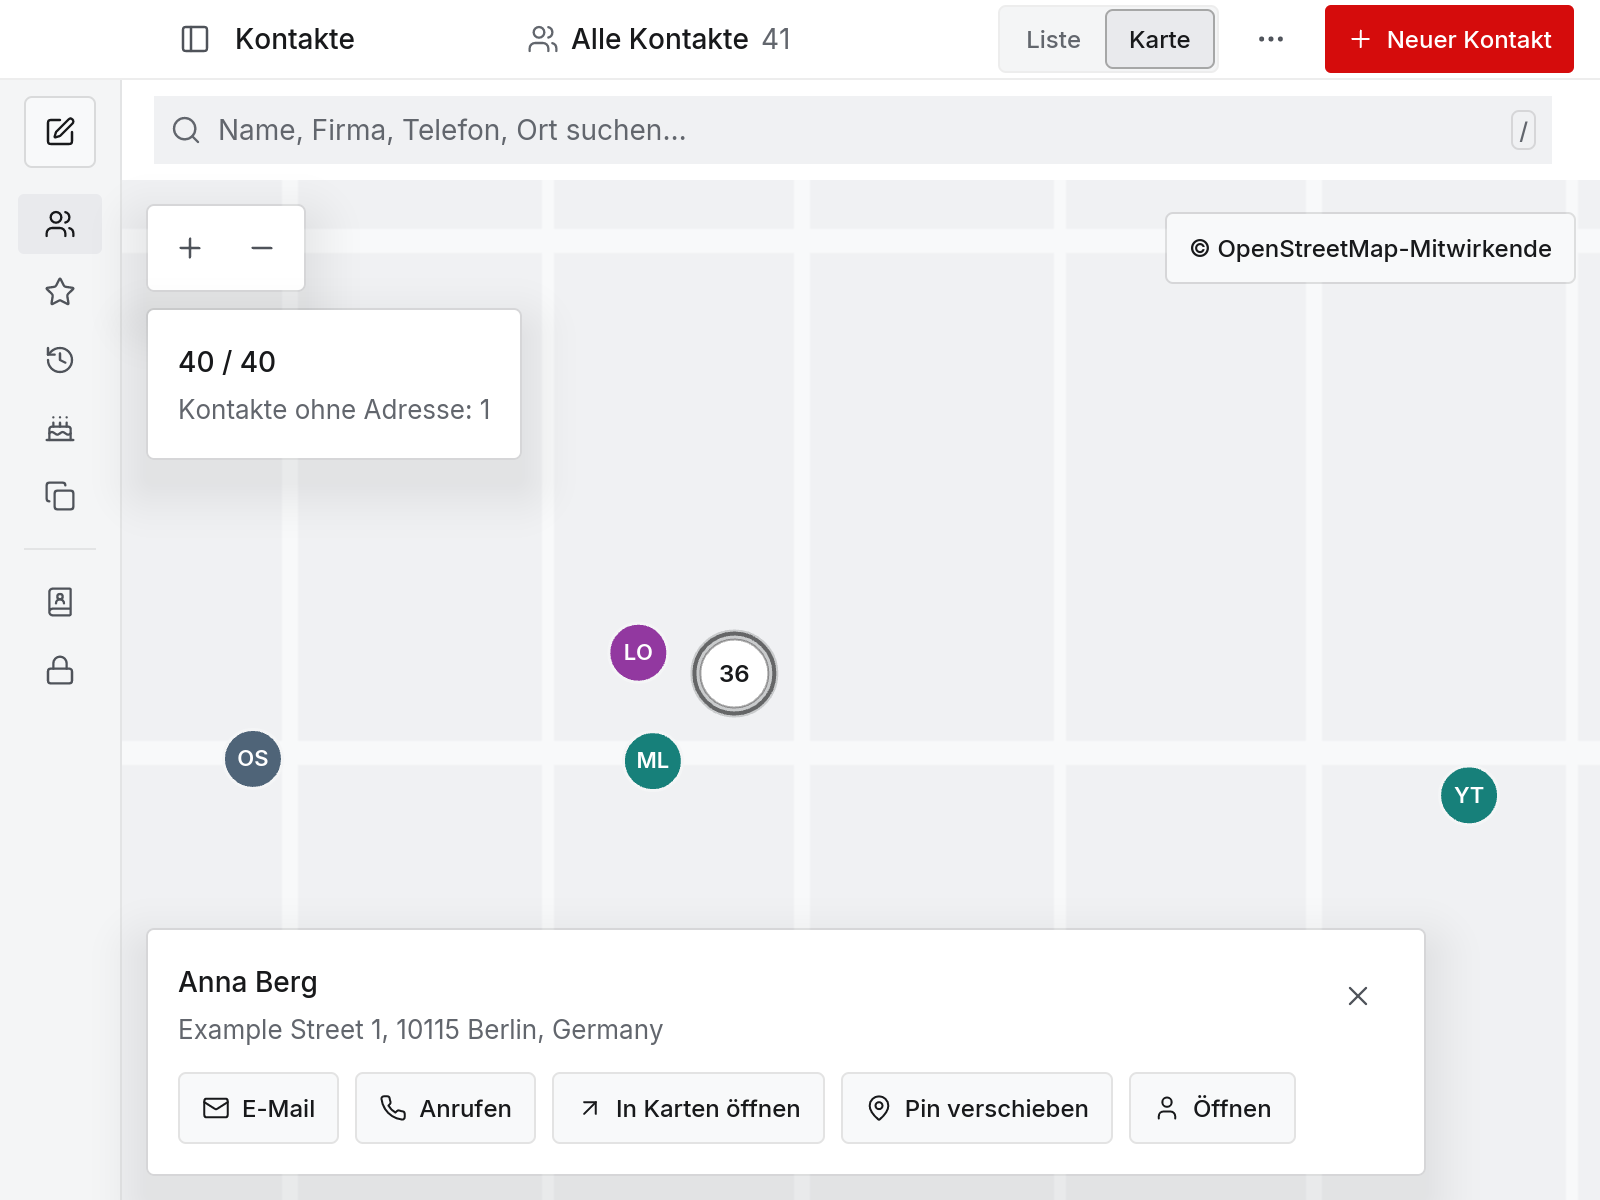 Kontakte
Alle Kontakte 41
Liste
Karte
Neuer Kontakt
Name, Firma, Telefon, Ort suchen...
/
© OpenStreetMap-Mitwirkende
40 / 40
Kontakte ohne Adresse: 1
LO
36
OS
ML
YT
Anna Berg
Example Street 1, 10115 Berlin, Germany
E-Mail
Anrufen
In Karten öffnen
Pin verschieben
Öffnen